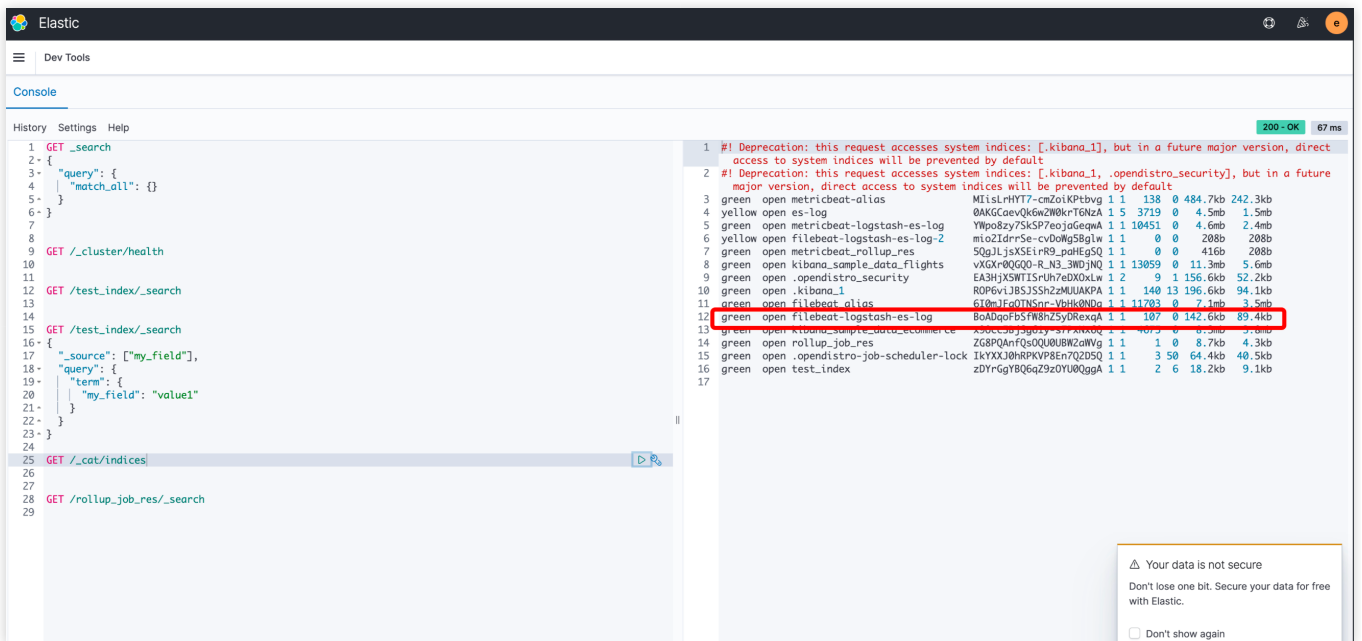 Elastic
e
Dev Tools
Console
History Settings Help
200 - OK 67 ms
1 GET _search
2 {
3 "query": {
4 "match_all": {}
5 }
6 }
7
8
9 GET /_cluster/health
10
11
12 GET /test_index/_search
13
14
15 GET /test_index/_search
16 {
17 "_source": ["my_field"],
18 "query": {
19 "term": {
20 "my_field": "value1"
21 }
22 }
23 }
24
25 GET /_cat/indices
26
27
28 GET /rollup_job_res/_search
29
1 #! Deprecation: this request accesses system indices: [.kibana_1], but in a future major version, direct
access to system indices will be prevented by default
2 #! Deprecation: this request accesses system indices: [.kibana_1, .opendistro_security], but in a future
major version, direct access to system indices will be prevented by default
3 green open metricbeat-alias MIisLrHYT7-cmZoiKPtbvg 1 1 138 0 484.7kb 242.3kb
4 yellow open es-log 0AKGCaevQk6w2W0krT6NzA 1 5 3719 0 4.5mb 1.5mb
5 green open metricbeat-logstash-es-log YWpo8zy7SkSP7eojaGeqwA 1 1 10451 0 4.6mb 2.4mb
6 yellow open filebeat-logstash-es-log-2 mio2IdrrSe-cvDoWg5Bglw 1 1 0 0 208b 208b
7 green open metricbeat_rollup_res 5QgJLjsXSEirR9_paHEgSQ 1 1 0 0 416b 208b
8 green open kibana_sample_data_flights vXGXr0QGQO-R_N3_3WDjNQ 1 1 13059 0 11.3mb 5.6mb
9 green open .opendistro_security EA3HjX5WTISrUh7eDXOxLw 1 2 9 1 156.6kb 52.2kb
10 green open .kibana_1 ROP6viJBSJSSh2zMUUAKPA 1 1 140 13 196.6kb 94.1kb
11 green open filebeat_alias 6I0mJFaOTNSnr-VbHk0NDg 1 1 11703 0 7.1mb 3.5mb
12 green open filebeat-logstash-es-log BoADqoFbSfW8hZ5yDRexqA 1 1 107 0 142.6kb 89.4kb
13 green open kibana_sample_data_ecommerce 1 1 4675 0
14 green open rollup_job_res ZG8PQAnfQsOQU0UBW2aWVg 1 1 1 0 8.7kb 4.3kb
15 green open .opendistro-job-scheduler-lock IkYXXJ0hRPKVP8En7Q2D5Q 1 1 3 50 64.4kb 40.5kb
16 green open test_index zDYrGgYBQ6qZ9zOYU0QggA 1 1 2 6 18.2kb 9.1kb
17
Your data is not secure
Don't lose one bit. Secure your data for free
with Elastic.
Don't show again